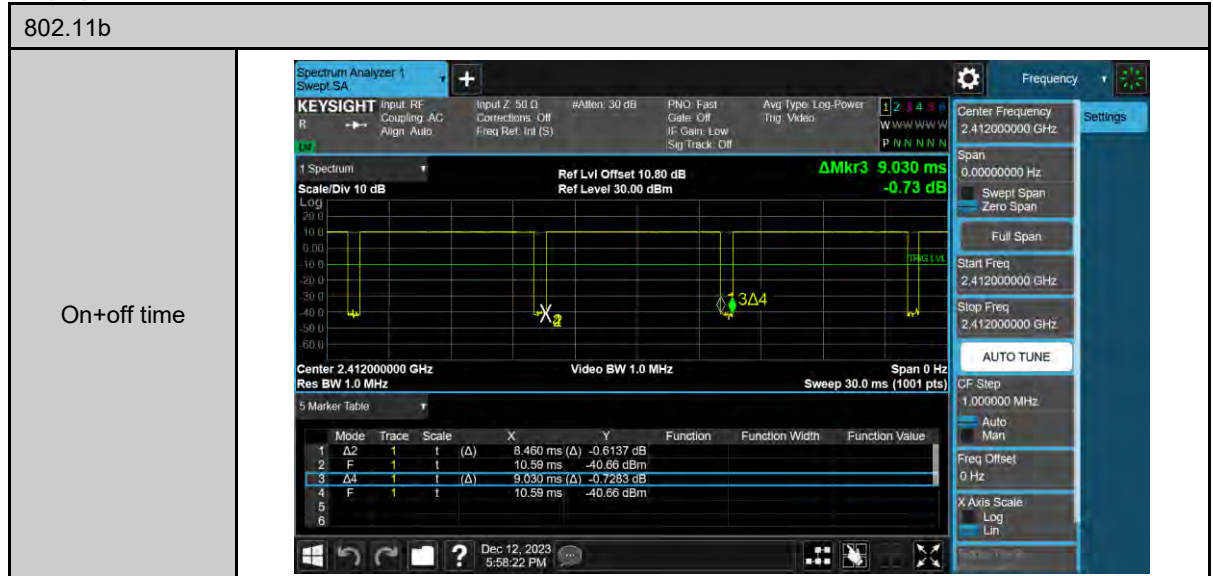 802.11b
On+off time
Spectrum Analyzer 1
Swept SA
+
Frequency
KEYSIGHT Input: RF Input Z: 50 Ω #Atten: 30 dB PNO: Fast Avg Type: Log-Power 1 2 3 4 5 6
R Coupling: AC Corrections: Off Gate: Off Trig: Video W W W W W W
Align: Auto Freq Ref: Int (S) IF Gain: Low P N N N N N
Sig Track: Off
1 Spectrum
Ref Lvl Offset 10.80 dB
ΔMkr3 9.030 ms
Scale/Div 10 dB
Ref Level 30.00 dBm
-0.73 dB
Log
20.0
10.0
0.00
-10.0
TRIG LVL
-20.0
-30.0
-40.0
-50.0
-60.0
3Δ4
Center 2.412000000 GHz Video BW 1.0 MHz Span 0 Hz
Res BW 1.0 MHz Sweep 30.0 ms (1001 pts)
5 Marker Table
Mode Trace Scale X Y Function Function Width Function Value
1 Δ2 1 t (Δ) 8.460 ms (Δ) -0.6137 dB
2 F 1 t 10.59 ms -40.66 dBm
3 Δ4 1 t (Δ) 9.030 ms (Δ) -0.7283 dB
4 F 1 t 10.59 ms -40.66 dBm
5
6
Dec 12, 2023
5:58:22 PM
Center Frequency
2.412000000 GHz
Settings
Span
0.00000000 Hz
Swept Span
Zero Span
Full Span
Start Freq
2.412000000 GHz
Stop Freq
2.412000000 GHz
AUTO TUNE
CF Step
1.000000 MHz
Auto
Man
Freq Offset
0 Hz
X Axis Scale
Log
Lin